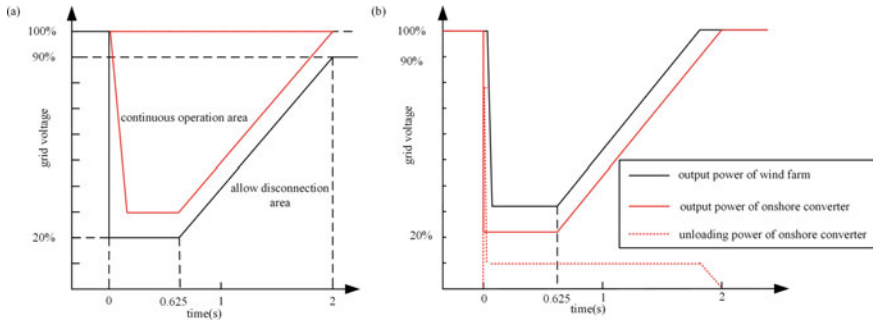 (a)
100%
90%
grid voltage
continuous operation area
allow disconnection
area
20%
0
0.625
1
2
time(s)
(b)
100%
90%
grid voltage
20%
0
0.625
1
2
time(s)
output power of wind farm
output power of onshore converter
unloading power of onshore converter